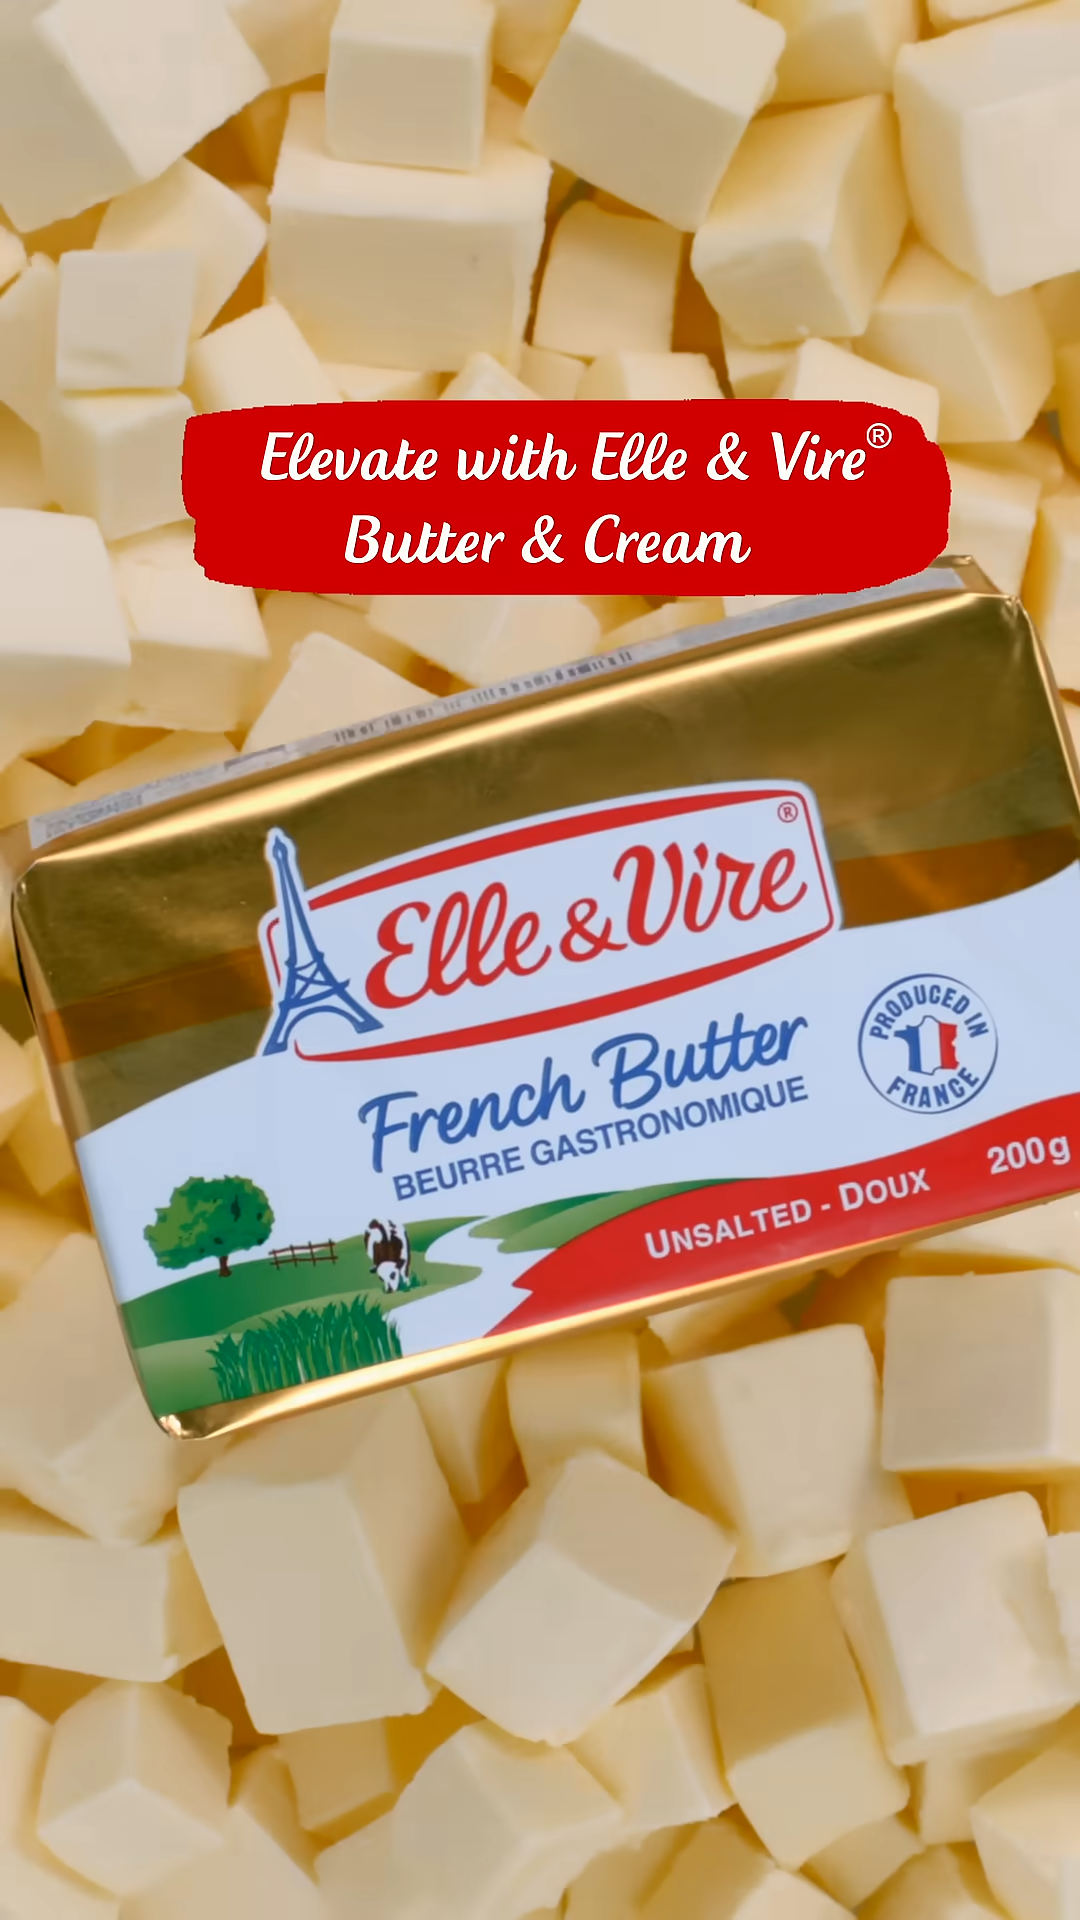 Elevate with Elle & Vire®
Butter & Cream
Elle & Vire®
French Butter
BEURRE GASTRONOMIQUE
PRODUCED IN
FRANCE
UNSALTED - DOUX
200g